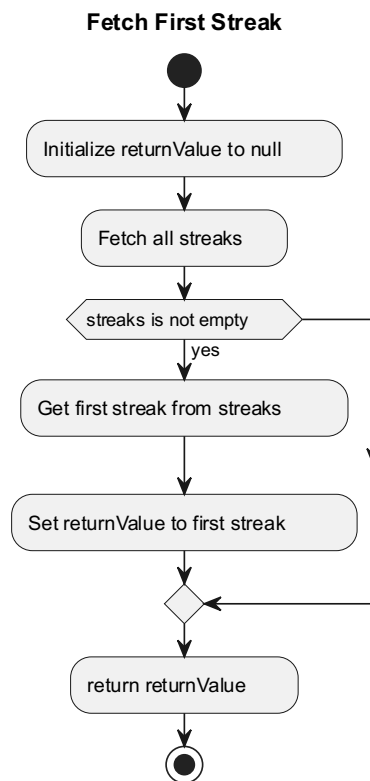 Fetch First Streak
Initialize returnValue to null
Fetch all streaks
streaks is not empty
yes
Get first streak from streaks
Set returnValue to first streak
return returnValue